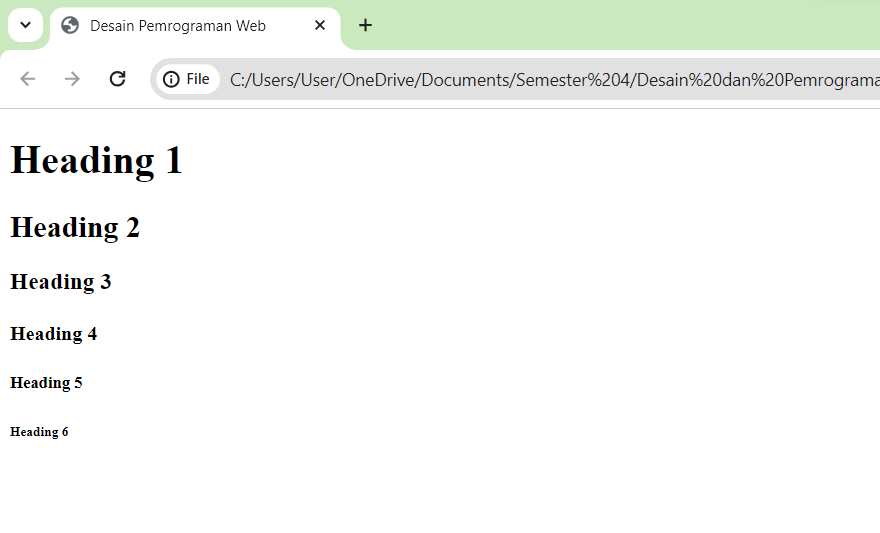 Desain Pemrograman Web
File C:/Users/User/OneDrive/Documents/Semester%204/Desain%20dan%20Pemrograma
Heading 1
Heading 2
Heading 3
Heading 4
Heading 5
Heading 6